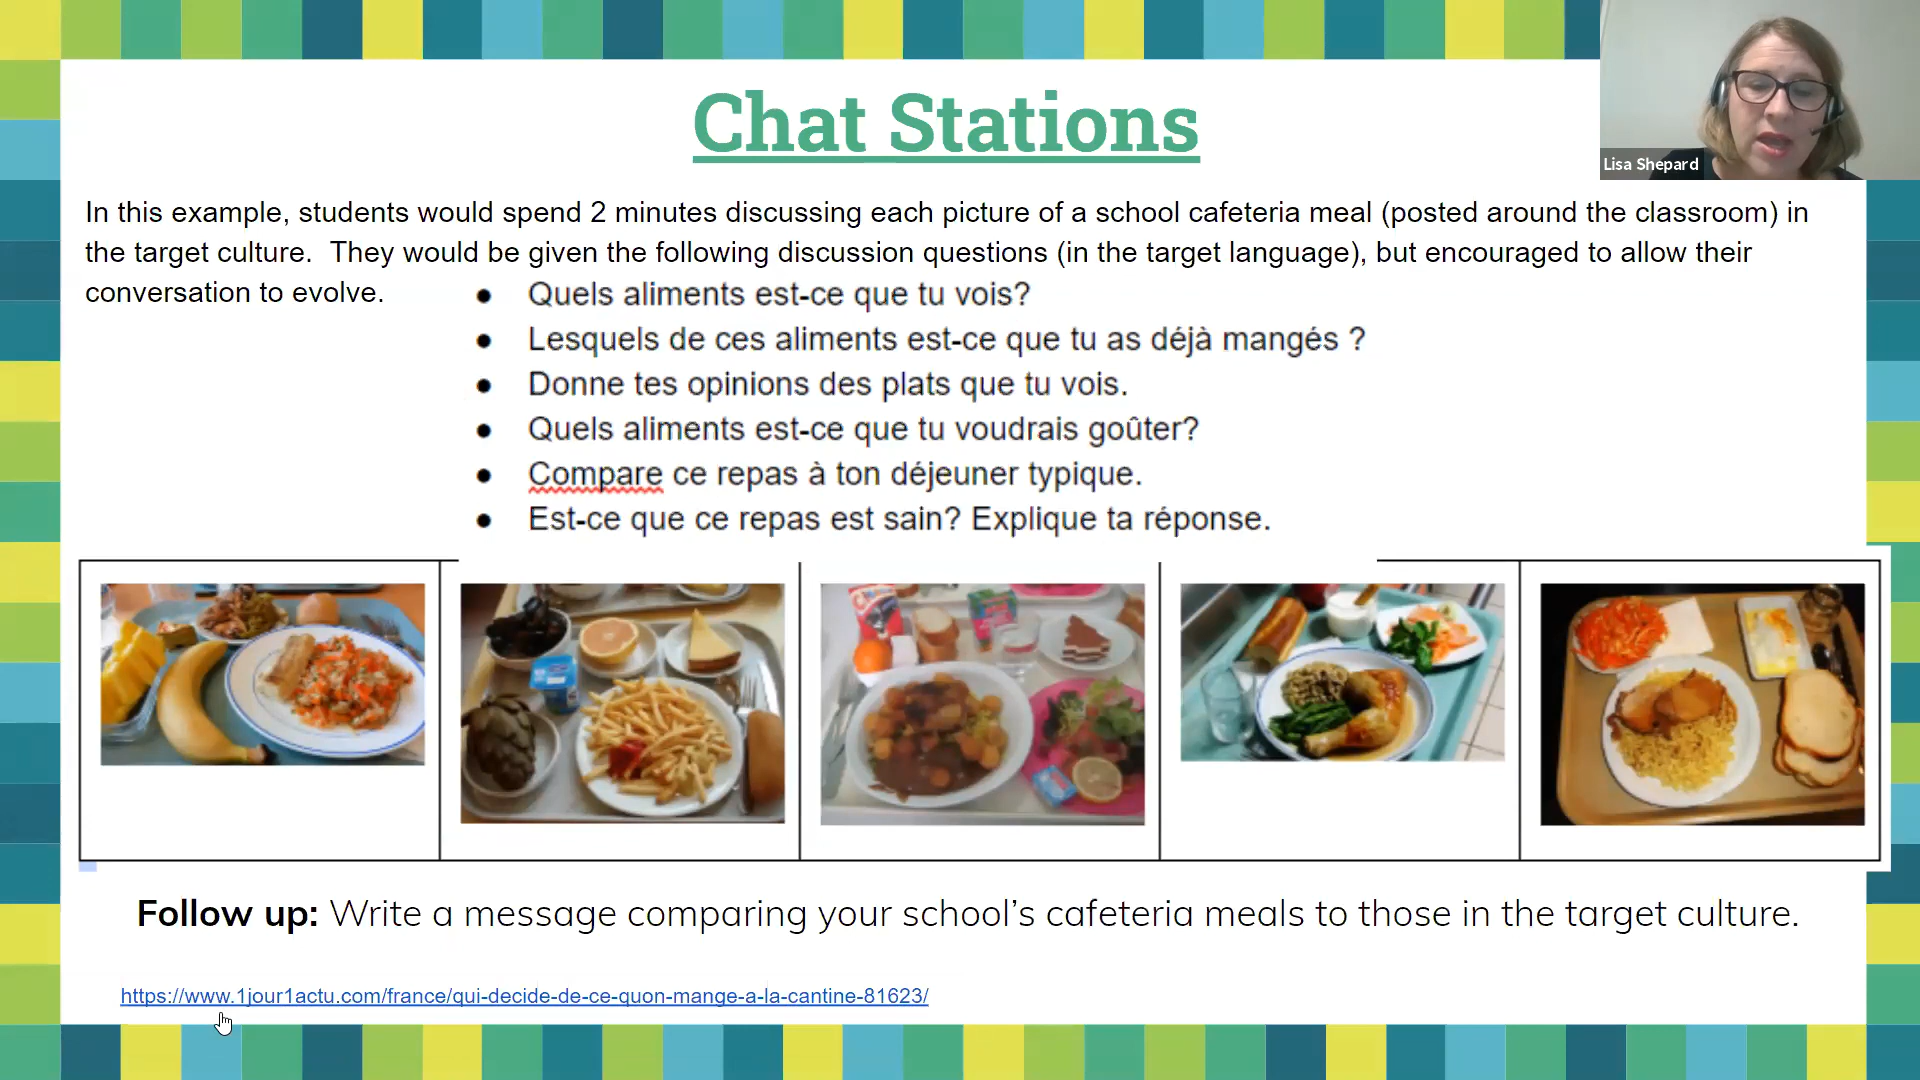 Chat Stations
Lisa Shepard
In this example, students would spend 2 minutes discussing each picture of a school cafeteria meal (posted around the classroom) in
the target culture.  They would be given the following discussion questions (in the target language), but encouraged to allow their
conversation to evolve.
● Quels aliments est-ce que tu vois?
● Lesquels de ces aliments est-ce que tu as déjà mangés ?
● Donne tes opinions des plats que tu vois.
● Quels aliments est-ce que tu voudrais goûter?
● Compare ce repas à ton déjeuner typique.
● Est-ce que ce repas est sain? Explique ta réponse.
Follow up: Write a message comparing your school’s cafeteria meals to those in the target culture.
https://www.1jour1actu.com/france/qui-decide-de-ce-quon-mange-a-la-cantine-81623/